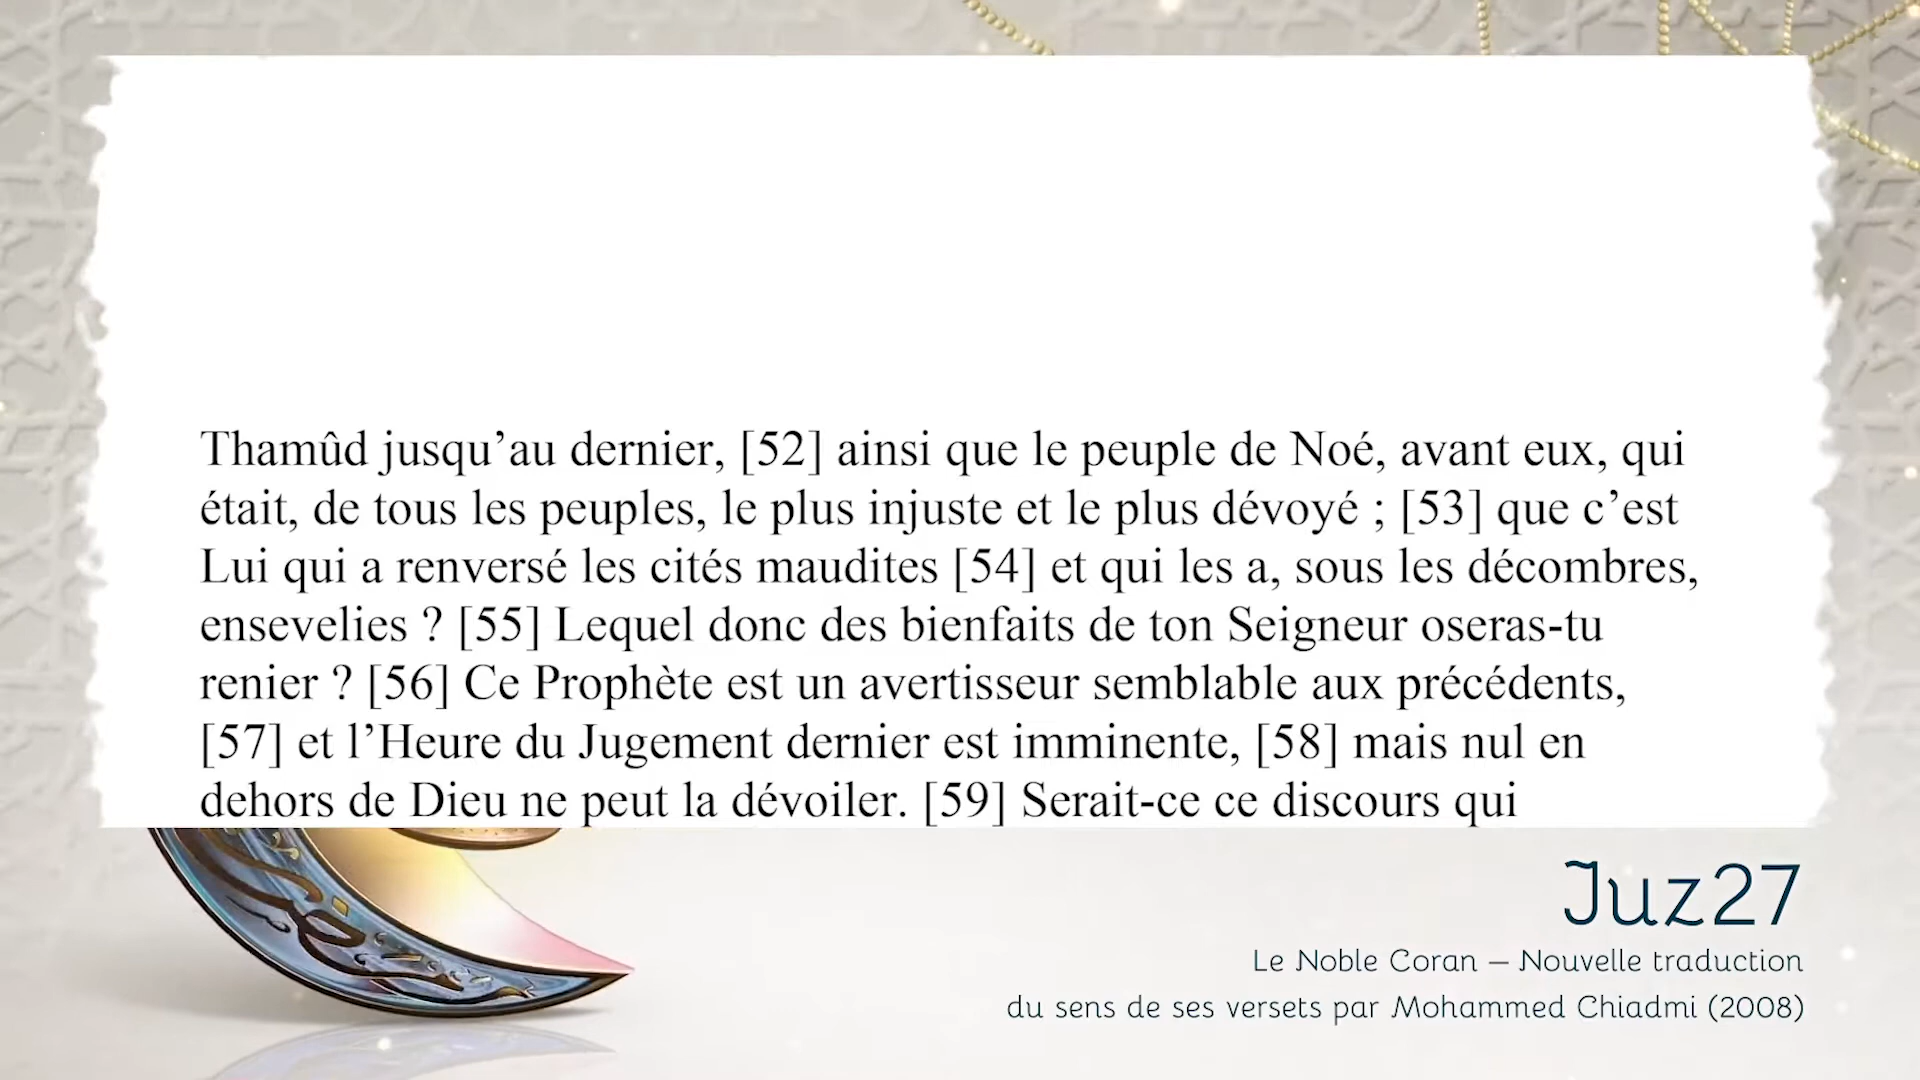 Thamûd jusqu’au dernier, [52] ainsi que le peuple de Noé, avant eux, qui
était, de tous les peuples, le plus injuste et le plus dévoyé ; [53] que c’est
Lui qui a renversé les cités maudites [54] et qui les a, sous les décombres,
ensevelies ? [55] Lequel donc des bienfaits de ton Seigneur oseras-tu
renier ? [56] Ce Prophète est un avertisseur semblable aux précédents,
[57] et l’Heure du Jugement dernier est imminente, [58] mais nul en
dehors de Dieu ne peut la dévoiler. [59] Serait-ce ce discours qui
Juz27
Le Noble Coran – Nouvelle traduction
du sens de ses versets par Mohammed Chiadmi (2008)